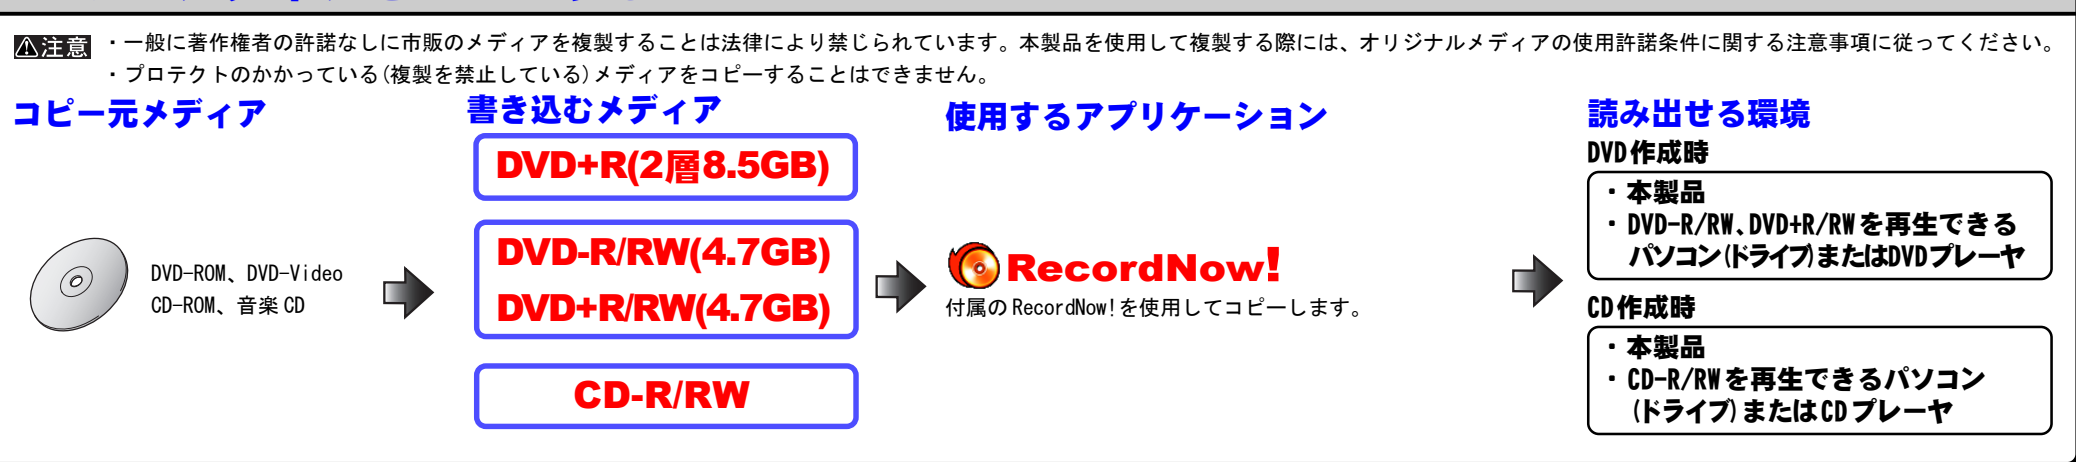 ⚠注意 ・一般に著作権者の許諾なしに市販のメディアを複製することは法律により禁じられています。本製品を使用して複製する際には、オリジナルメディアの使用許諾条件に関する注意事項に従ってください。
・プロテクトのかかっている(複製を禁止している)メディアをコピーすることはできません。
コピー元メディア
DVD-ROM、DVD-Video
CD-ROM、音楽CD
書き込むメディア
DVD+R(2層8.5GB)
DVD-R/RW(4.7GB)
DVD+R/RW(4.7GB)
CD-R/RW
使用するアプリケーション
RecordNow!
付属のRecordNow!を使用してコピーします。
読み出せる環境
DVD作成時
・本製品
・DVD-R/RW、DVD+R/RWを再生できる
パソコン(ドライブ)またはDVDプレーヤ
CD作成時
・本製品
・CD-R/RWを再生できるパソコン
(ドライブ)またはCDプレーヤ